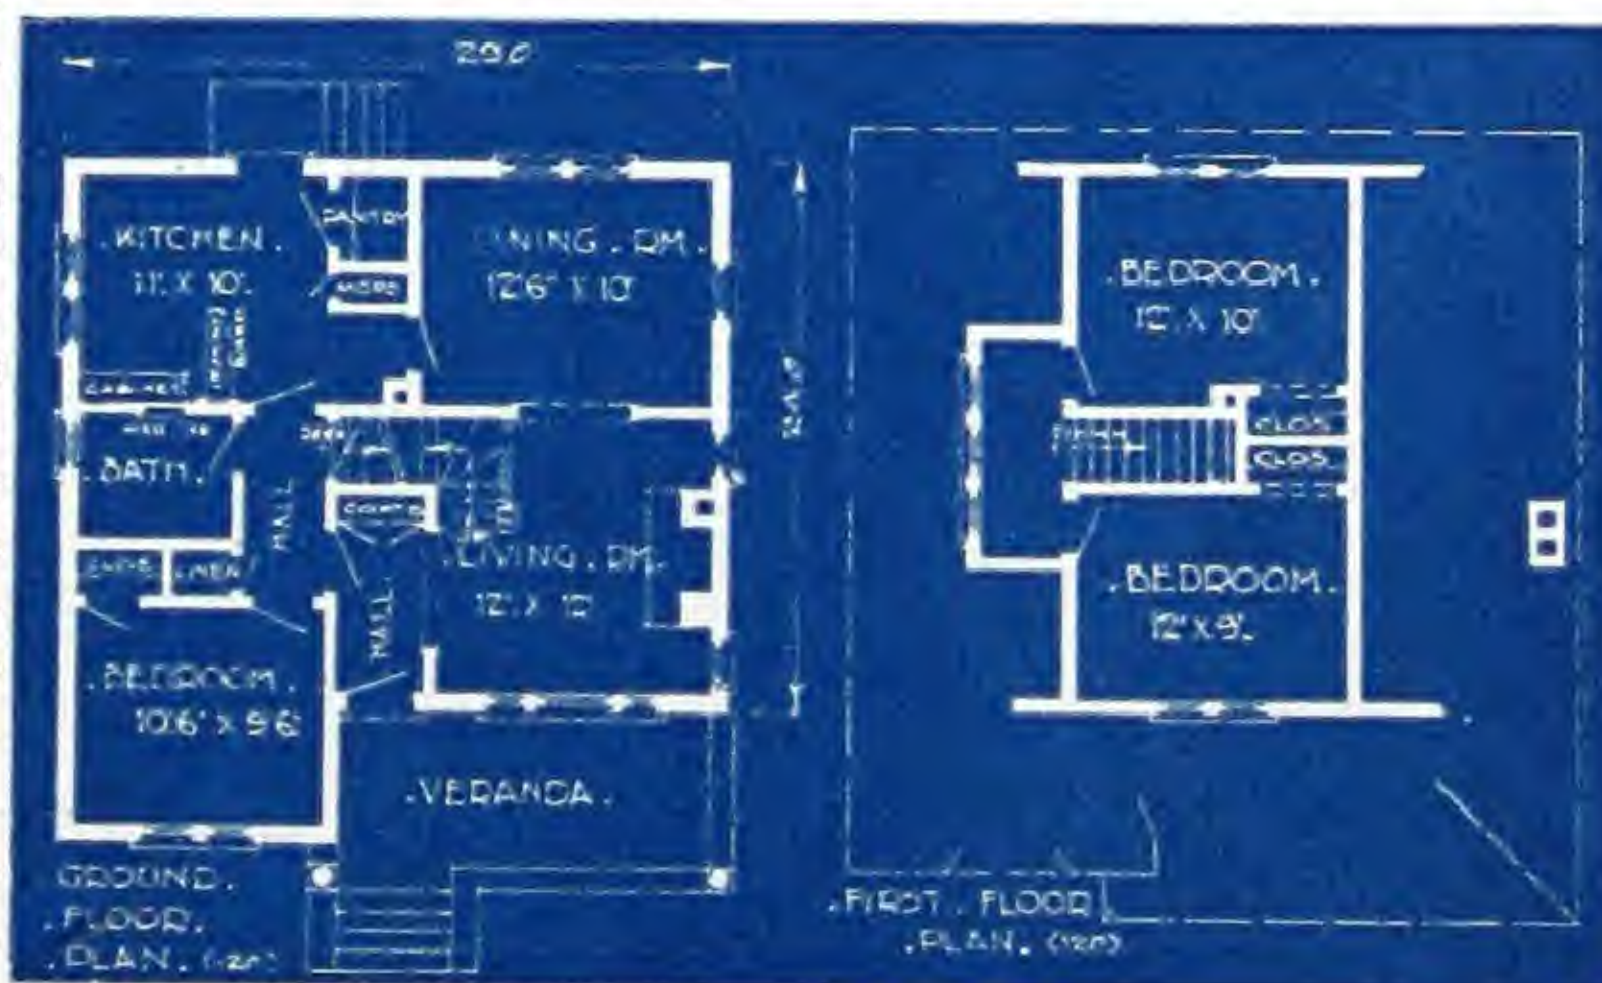 29.0
.KITCHEN.
11' X 10'.
PANTRY
DINING . RM.
12'6" X 10'
CABINET
BATH.
HALL
COATS
LINEN
.LIVING . RM.
HALL
.BEDROOM.
10'6" X 9'6"
.VERANDA.
GROUND.
.FLOOR.
.PLAN.
.BEDROOM.
12' X 10'
CLOS.
CLOS.
.BEDROOM.
12' X 9'.
.FIRST . FLOOR
.PLAN.